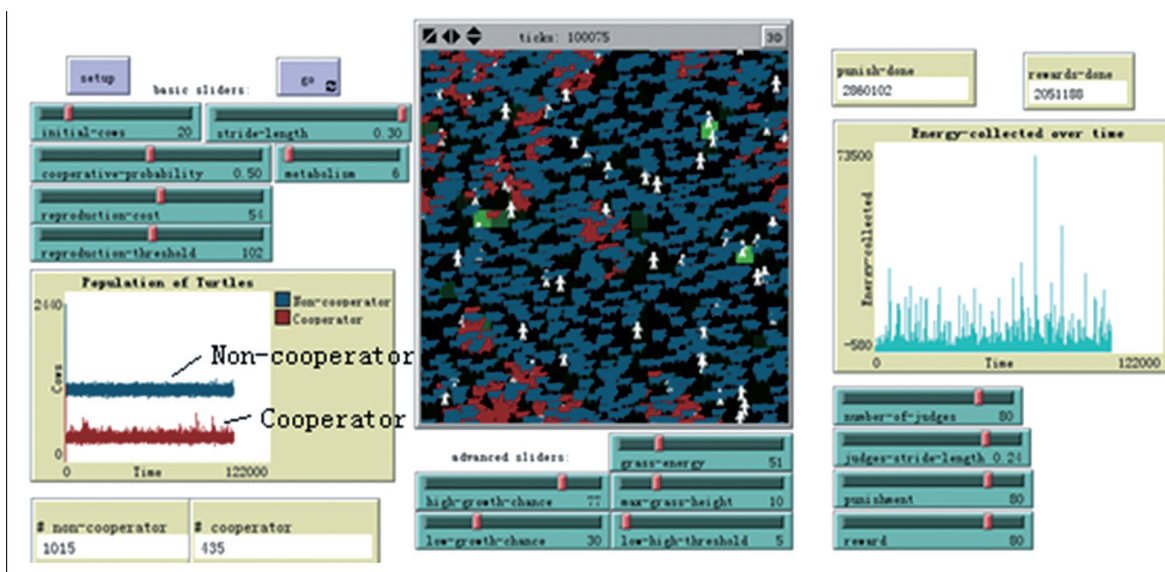 setup
go
basic sliders:
initial-cows 20
stride-length 0.30
cooperative-probability 0.50
metabolism 6
reproduction-cost 54
reproduction-threshold 102
Population of Turtles
2440
Cows
0
0
Time
122000
Non-cooperator
Cooperator
Non-cooperator
Cooperator
# non-cooperator
1015
# cooperator
435
ticks: 100075
3D
advanced sliders:
grass-energy 51
high-growth-chance 77
max-grass-height 10
low-growth-chance 30
low-high-threshold 5
punish-done
2860102
rewards-done
2051188
Energy-collected over time
73500
Energy-collected
-580
0
Time
122000
number-of-judges 80
judges-stride-length 0.24
punishment 80
reward 80